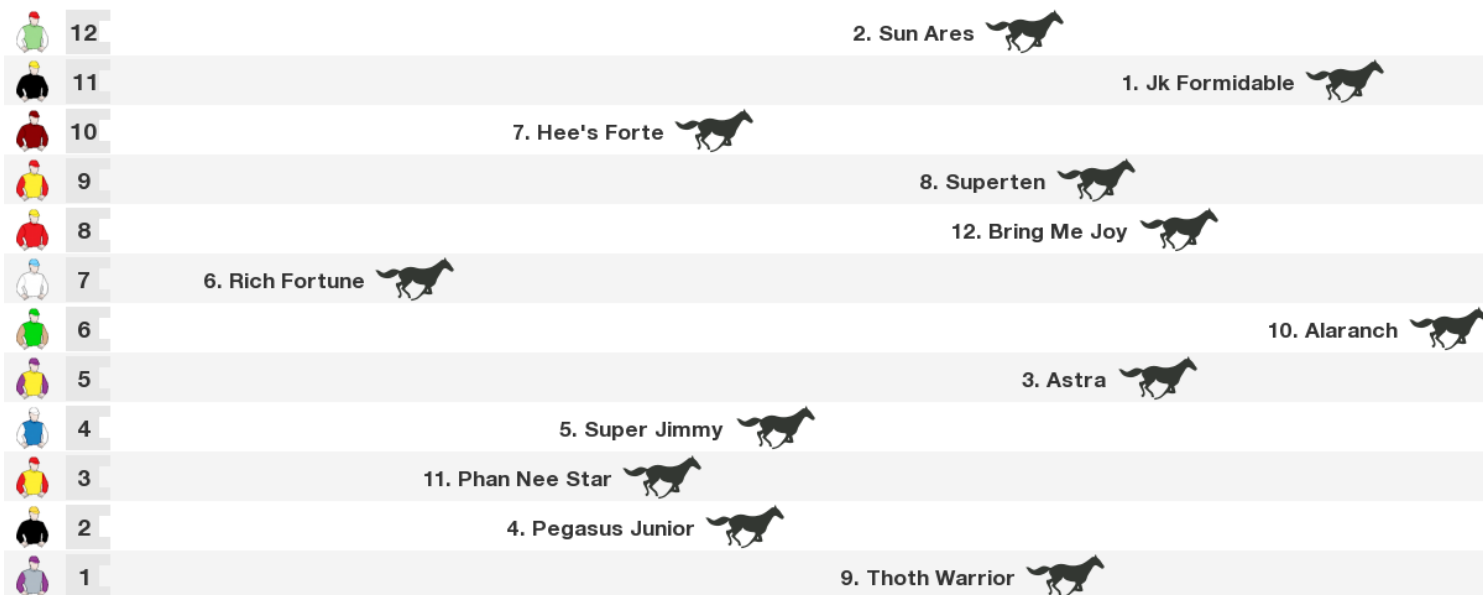 12 2. Sun Ares
11 1. Jk Formidable
10 7. Hee's Forte
9 8. Superten
8 12. Bring Me Joy
7 6. Rich Fortune
6 10. Alaranch
5 3. Astra
4 5. Super Jimmy
3 11. Phan Nee Star
2 4. Pegasus Junior
1 9. Thoth Warrior